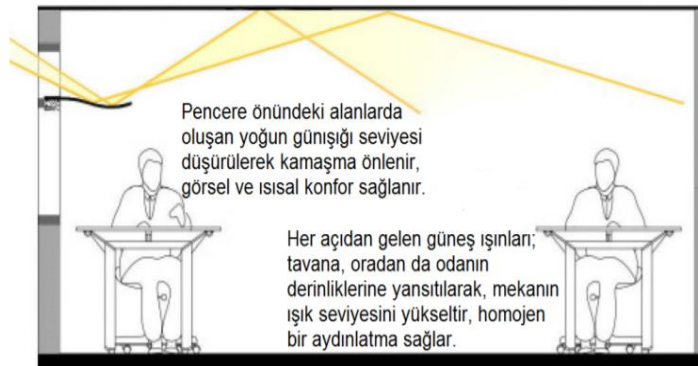 Pencere önündeki alanlarda
oluşan yoğun günışığı seviyesi
düşürülerek kamaşma önlenir,
görsel ve ısısal konfor sağlanır.
Her açıdan gelen güneş ışınları;
tavana, oradan da odanın
derinliklerine yansıtılarak, mekanın
ışık seviyesini yükseltir, homojen
bir aydınlatma sağlar.